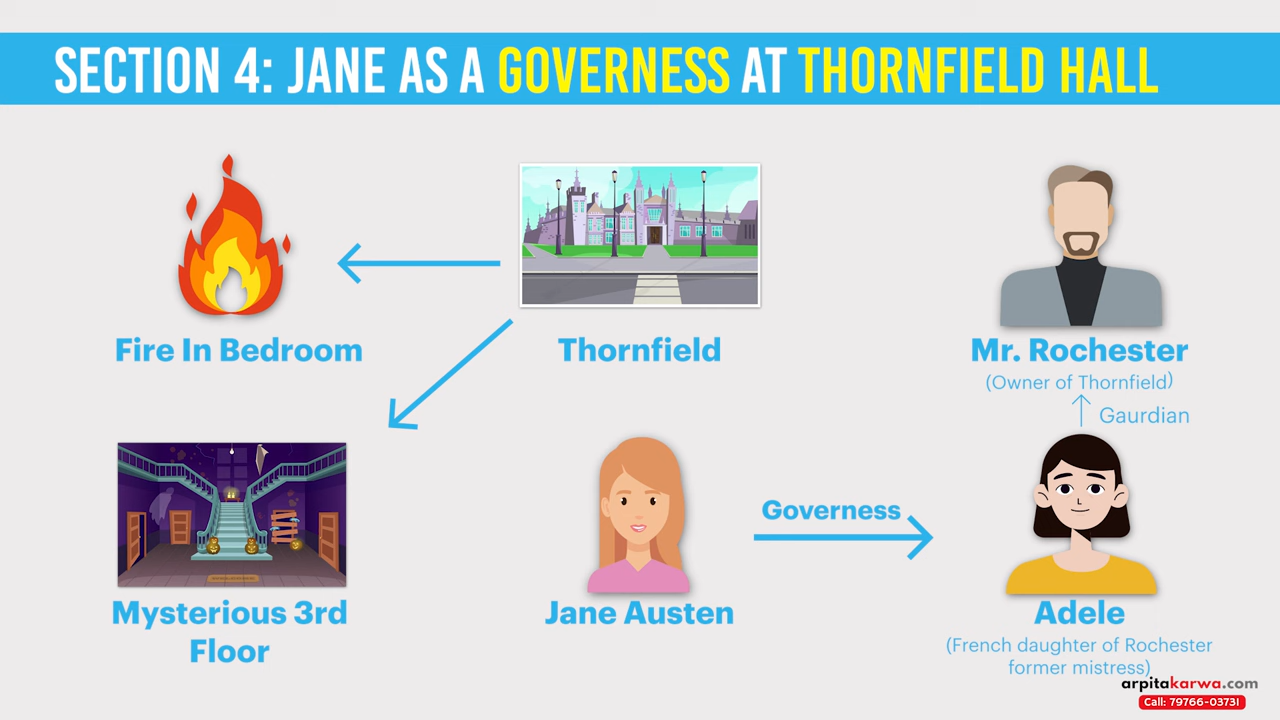 SECTION 4: JANE AS A GOVERNESS AT THORNFIELD HALL
Fire In Bedroom
Thornfield
Mr. Rochester
(Owner of Thornfield)
Gaurdian
Mysterious 3rd
Floor
Jane Austen
Governess
Adele
(French daughter of Rochester
former mistress)
arpitakarwa.com
Call: 79766-03731